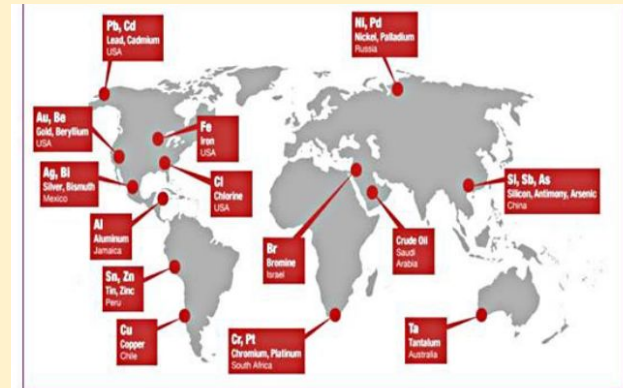 Pb, Cd
Lead, Cadmium
USA
Ni, Pd
Nickel, Palladium
Russia
Au, Be
Gold, Beryllium
USA
Fe
Iron
USA
Ag, Bi
Silver, Bismuth
Mexico
Cl
Chlorine
USA
Si, Sb, As
Silicon, Antimony, Arsenic
China
Al
Aluminum
Jamaica
Br
Bromine
Israel
Crude Oil
Saudi
Arabia
Sn, Zn
Tin, Zinc
Peru
Cu
Copper
Chile
Cr, Pt
Chromium, Platinum
South Africa
Ta
Tantalum
Australia